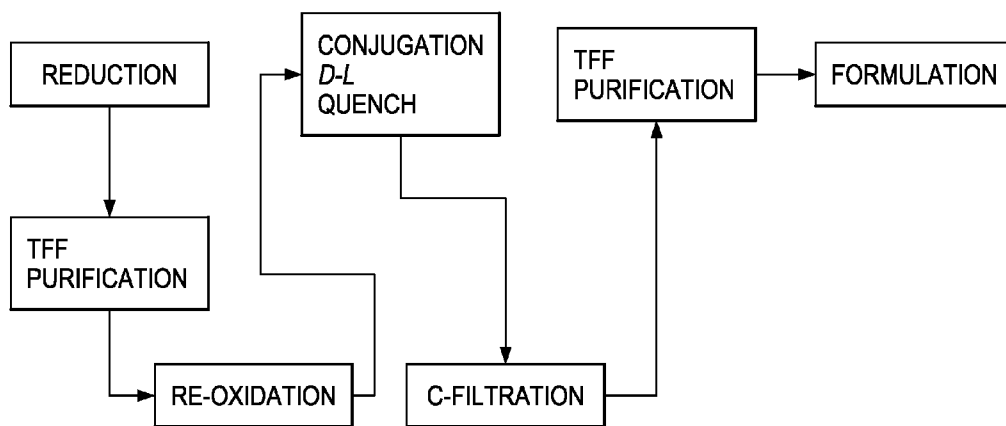 REDUCTION
TFF
PURIFICATION
RE-OXIDATION
CONJUGATION
D-L
QUENCH
C-FILTRATION
TFF
PURIFICATION
FORMULATION